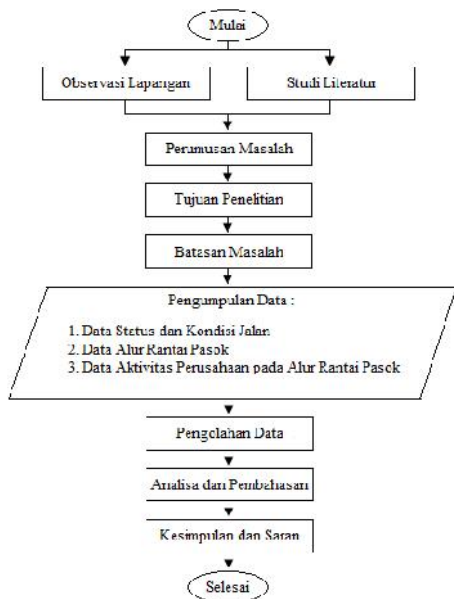 Mulai
Observasi Lapangan
Studi Literatur
Perumusan Masalah
Tujuan Penelitian
Batasan Masalah
Pengumpulan Data :
1. Data Status dan Kondisi Jalan
2. Data Alur Rantai Pasok
3. Data Aktivitas Perusahaan pada Alur Rantai Pasok
Pengolahan Data
Analisa dan Pembahasan
Kesimpulan dan Saran
Selesai